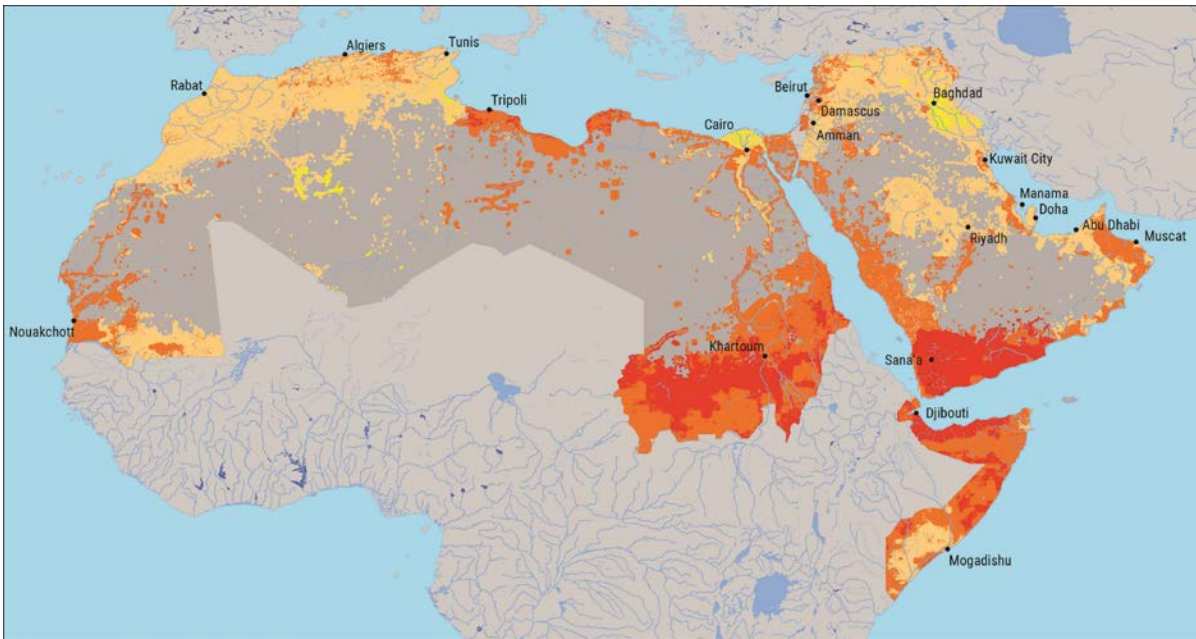 Algiers
Tunis
Rabat
Tripoli
Beirut
Baghdad
Damascus
Cairo
Amman
Kuwait City
Manama
Doha
Abu Dhabi
Riyadh
Muscat
Nouakchott
Khartoum
Sana'a
Djibouti
Mogadishu